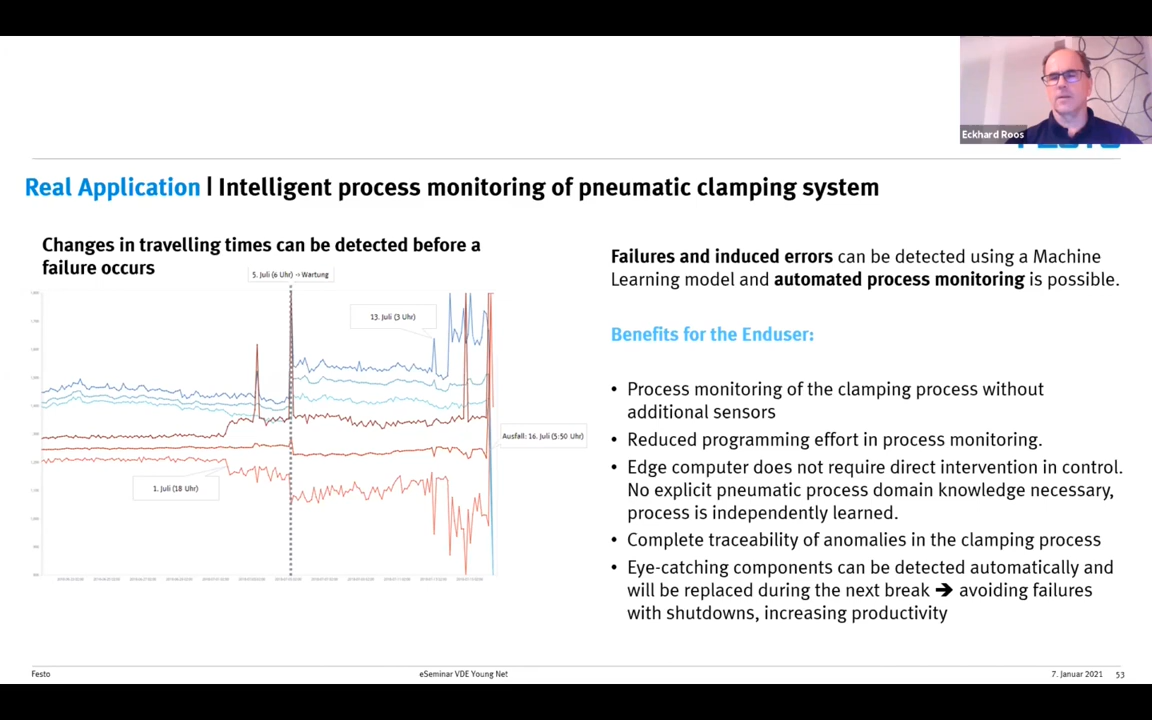 Eckhard Roos
Real Application | Intelligent process monitoring of pneumatic clamping system
Changes in travelling times can be detected before a
failure occurs
5. Juli (6 Uhr) -> Wartung
13. Juli (3 Uhr)
Ausfall: 16. Juli (5:50 Uhr)
1. Juli (18 Uhr)
Failures and induced errors can be detected using a Machine
Learning model and automated process monitoring is possible.
Benefits for the Enduser:
• Process monitoring of the clamping process without
additional sensors
• Reduced programming effort in process monitoring.
• Edge computer does not require direct intervention in control.
No explicit pneumatic process domain knowledge necessary,
process is independently learned.
• Complete traceability of anomalies in the clamping process
• Eye-catching components can be detected automatically and
will be replaced during the next break ➔ avoiding failures
with shutdowns, increasing productivity
Festo
eSeminar VDE Young Net
7. Januar 2021
53